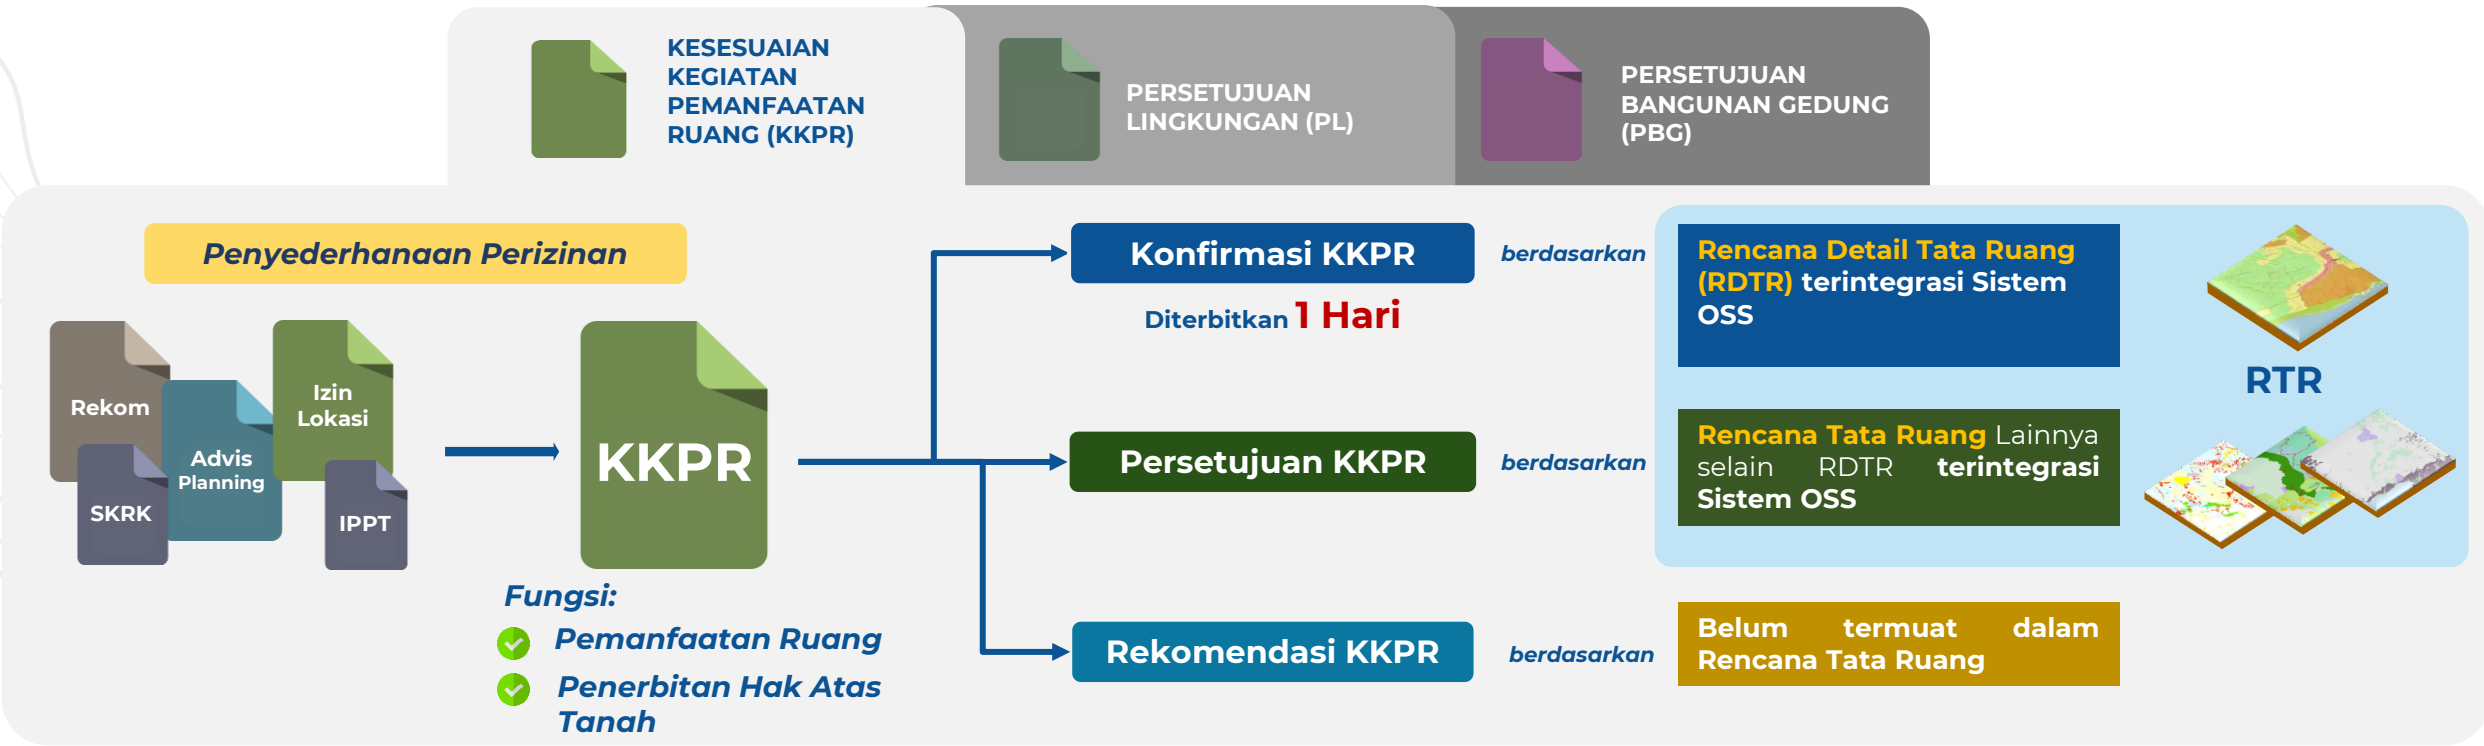 KESESUAIAN
KEGIATAN
PEMANFAATAN
RUANG (KKPR)
PERSETUJUAN
LINGKUNGAN (PL)
PERSETUJUAN
BANGUNAN GEDUNG
(PBG)
Penyederhanaan Perizinan
Rekom
Izin
Lokasi
Advis
Planning
SKRK
IPPT
KKPR
Fungsi:
Pemanfaatan Ruang
Penerbitan Hak Atas
Tanah
Konfirmasi KKPR
Diterbitkan 1 Hari
berdasarkan
Rencana Detail Tata Ruang
(RDTR) terintegrasi Sistem
OSS
RTR
Persetujuan KKPR
berdasarkan
Rencana Tata Ruang Lainnya
selain RDTR terintegrasi
Sistem OSS
Rekomendasi KKPR
berdasarkan
Belum termuat dalam
Rencana Tata Ruang